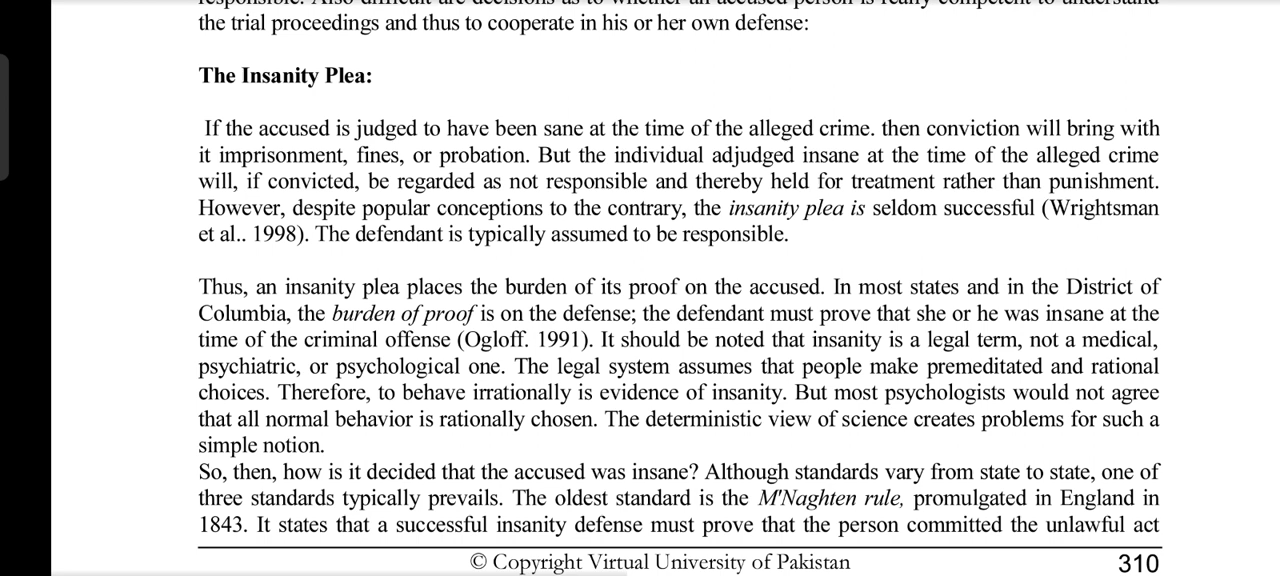 the trial proceedings and thus to cooperate in his or her own defense:
The Insanity Plea:
If the accused is judged to have been sane at the time of the alleged crime. then conviction will bring with
it imprisonment, fines, or probation. But the individual adjudged insane at the time of the alleged crime
will, if convicted, be regarded as not responsible and thereby held for treatment rather than punishment.
However, despite popular conceptions to the contrary, the insanity plea is seldom successful (Wrightsman
et al.. 1998). The defendant is typically assumed to be responsible.
Thus, an insanity plea places the burden of its proof on the accused. In most states and in the District of
Columbia, the burden of proof is on the defense; the defendant must prove that she or he was insane at the
time of the criminal offense (Ogloff. 1991). It should be noted that insanity is a legal term, not a medical,
psychiatric, or psychological one. The legal system assumes that people make premeditated and rational
choices. Therefore, to behave irrationally is evidence of insanity. But most psychologists would not agree
that all normal behavior is rationally chosen. The deterministic view of science creates problems for such a
simple notion.
So, then, how is it decided that the accused was insane? Although standards vary from state to state, one of
three standards typically prevails. The oldest standard is the M'Naghten rule, promulgated in England in
1843. It states that a successful insanity defense must prove that the person committed the unlawful act
© Copyright Virtual University of Pakistan 310